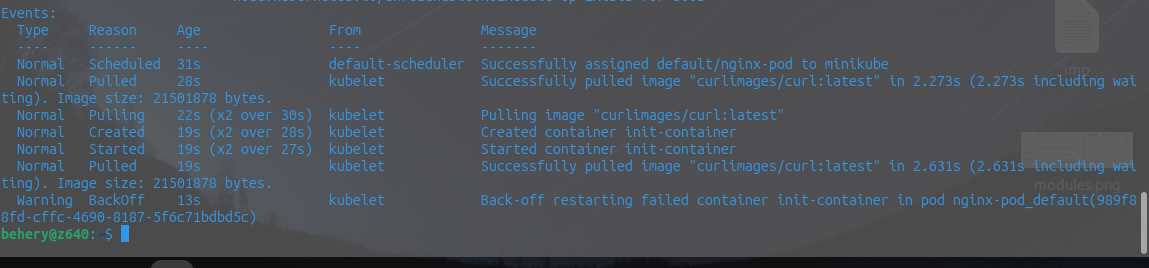 Events:
  Type     Reason     Age                From               Message
  ----     ------     ----               ----               -------
  Normal   Scheduled  31s                default-scheduler  Successfully assigned default/nginx-pod to minikube
  Normal   Pulled     28s                kubelet            Successfully pulled image "curlimages/curl:latest" in 2.273s (2.273s including wai
ting). Image size: 21501878 bytes.
  Normal   Pulling    22s (x2 over 30s)  kubelet            Pulling image "curlimages/curl:latest"
  Normal   Created    19s (x2 over 28s)  kubelet            Created container init-container
  Normal   Started    19s (x2 over 27s)  kubelet            Started container init-container
  Normal   Pulled     19s                kubelet            Successfully pulled image "curlimages/curl:latest" in 2.631s (2.631s including wai
ting). Image size: 21501878 bytes.
  Warning  BackOff    13s                kubelet            Back-off restarting failed container init-container in pod nginx-pod_default(989f8
8fd-cffc-4690-8187-5f6c71bdbd5c)
behery@z640:~$
img
modules.png